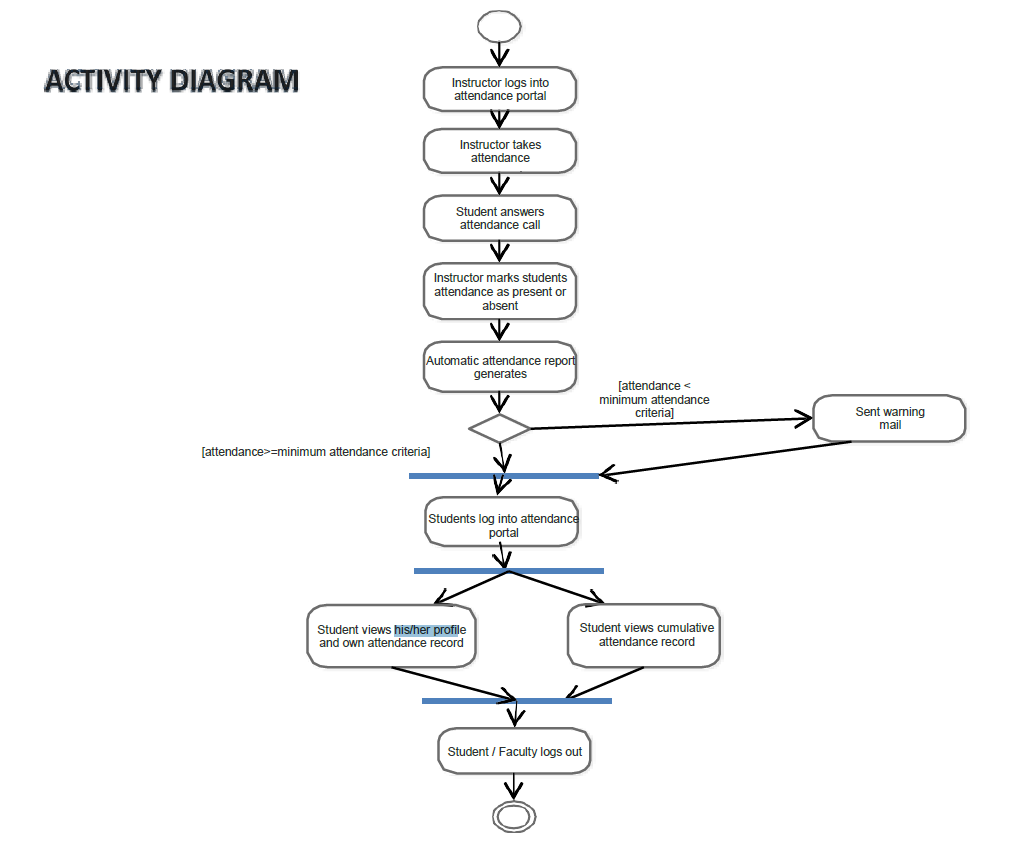 ACTIVITY DIAGRAM
Instructor logs into
attendance portal
Instructor takes
attendance
Student answers
attendance call
Instructor marks students
attendance as present or
absent
Automatic attendance report
generates
[attendance <
minimum attendance
criteria]
Sent warning
mail
[attendance>=minimum attendance criteria]
Students log into attendance
portal
Student views his/her profile
and own attendance record
Student views cumulative
attendance record
Student / Faculty logs out